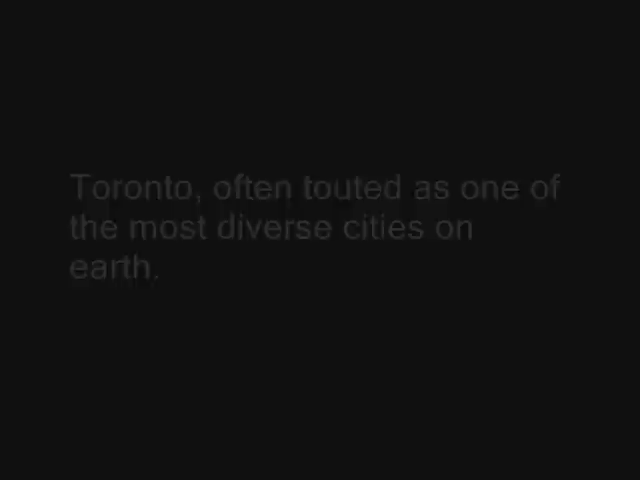 Toronto, often touted as one of
the most diverse cities on
earth.